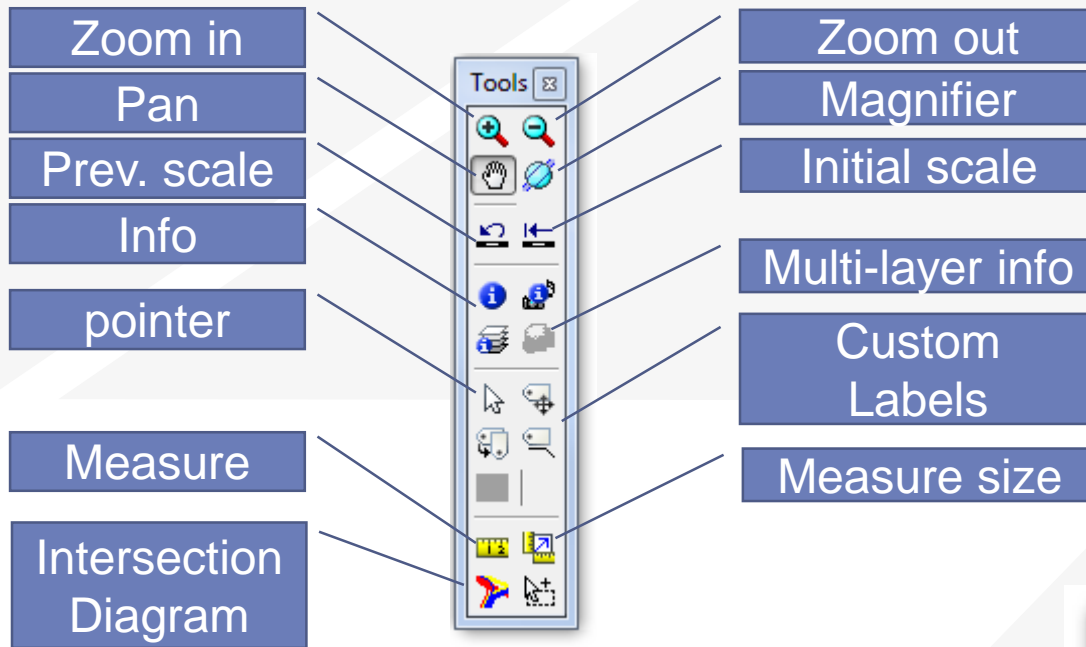 Zoom in
Pan
Prev. scale
Info
pointer
Measure
Intersection
Diagram
Tools
Zoom out
Magnifier
Initial scale
Multi-layer info
Custom
Labels
Measure size